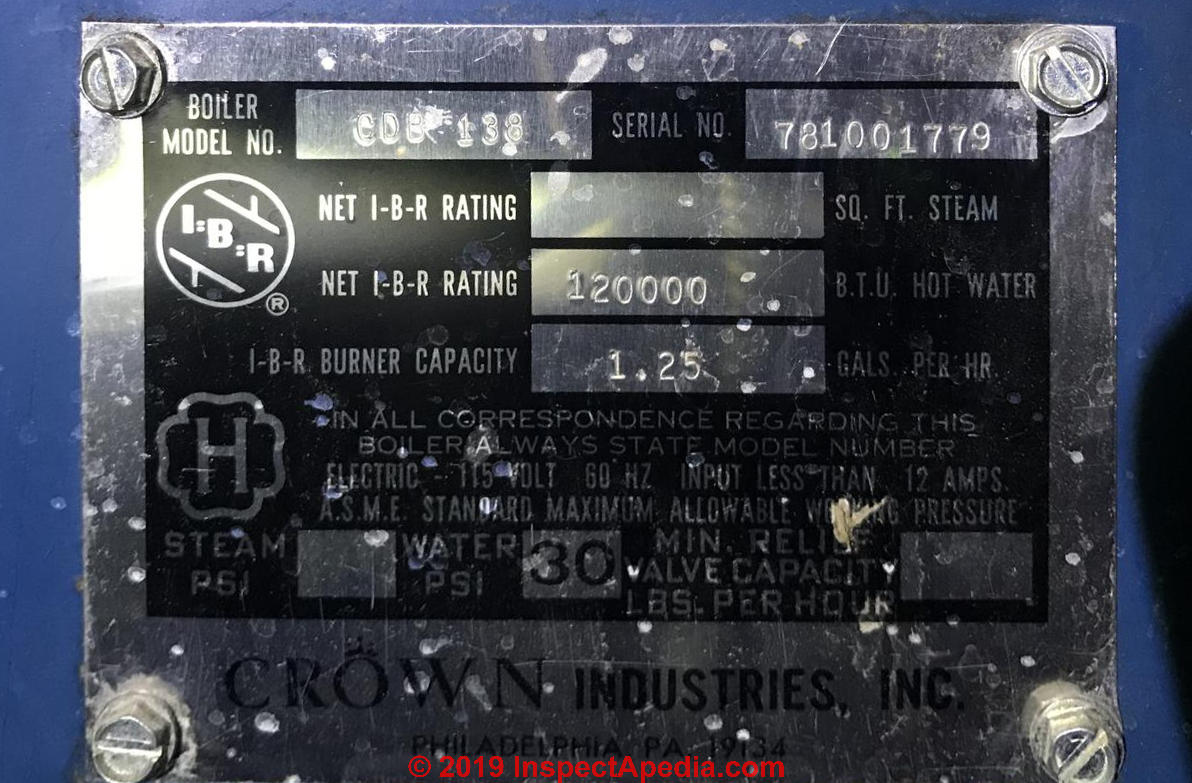 BOILER MODEL NO. CDB 138 SERIAL NO. 781001779
I=B=R ®
NET I-B-R RATING SQ. FT. STEAM
NET I-B-R RATING 120000 B.T.U. HOT WATER
I-B-R BURNER CAPACITY 1.25 GALS. PER HR.
H
IN ALL CORRESPONDENCE REGARDING THIS
BOILER ALWAYS STATE MODEL NUMBER
ELECTRIC - 115 VOLT 60 HZ INPUT LESS THAN 12 AMPS.
A.S.M.E. STANDARD MAXIMUM ALLOWABLE WORKING PRESSURE
STEAM PSI WATER PSI 30 MIN. RELIEF
VALVE CAPACITY
LBS. PER HOUR
CROWN INDUSTRIES, INC.
PHILADELPHIA, PA. 19134
© 2019 InspectApedia.com